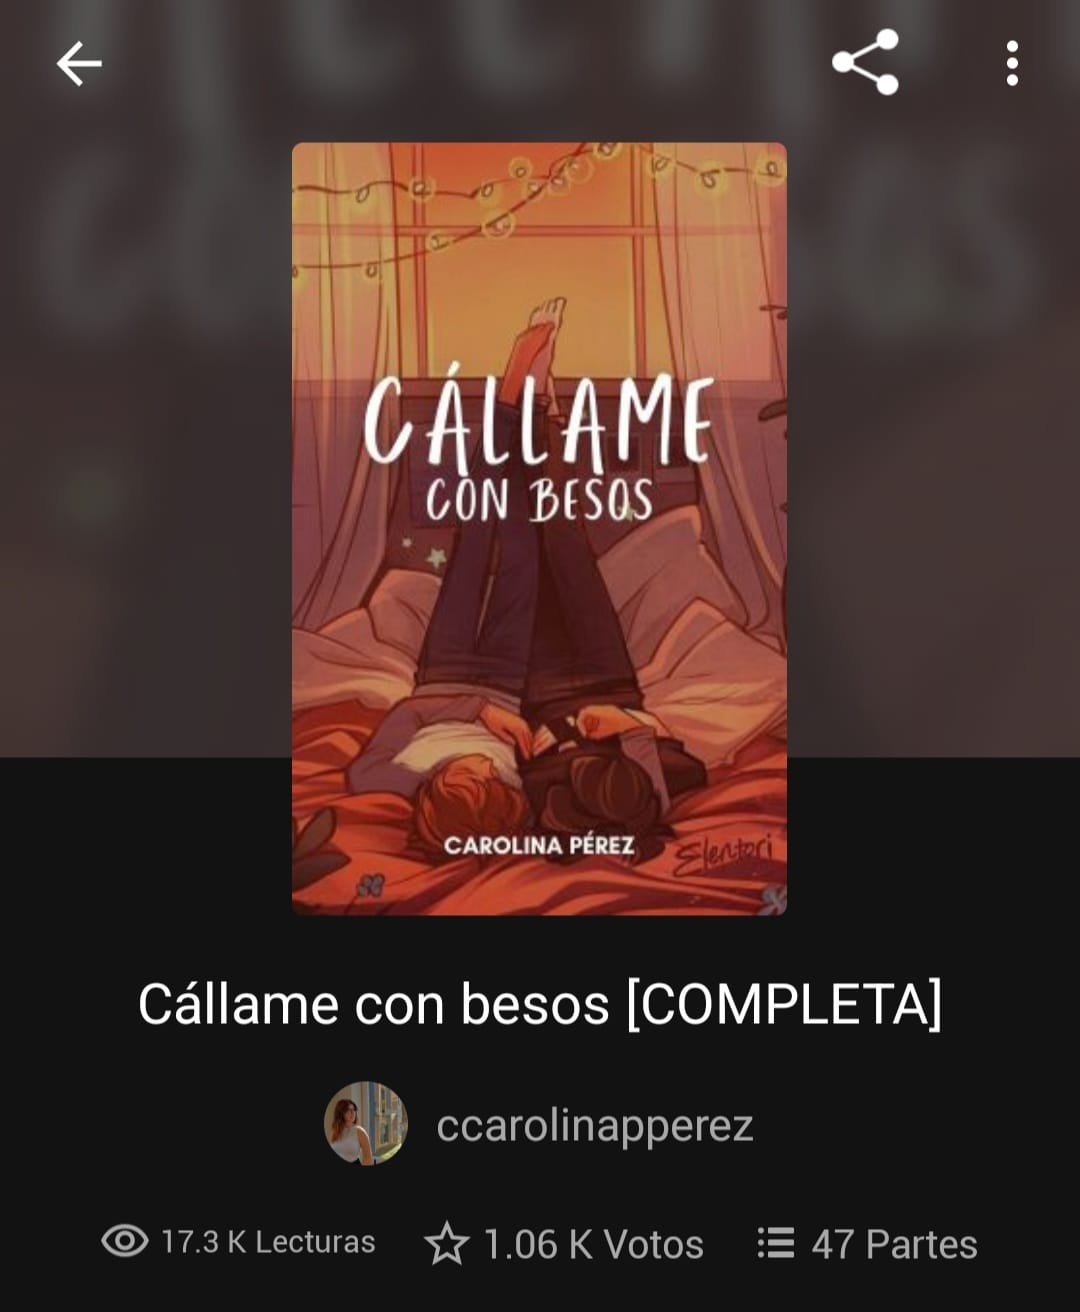 CÁLLAME
CON BESOS
CAROLINA PÉREZ
Elentori
Cállame con besos [COMPLETA]
ccarolinapperez
17.3 K Lecturas 1.06 K Votos 47 Partes